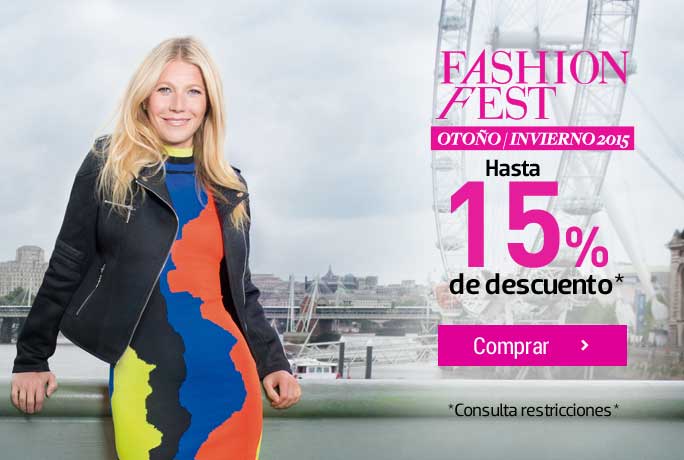 FASHION
FEST
OTOÑO / INVIERNO 2015
Hasta
15%
de descuento*
Comprar >
*Consulta restricciones*